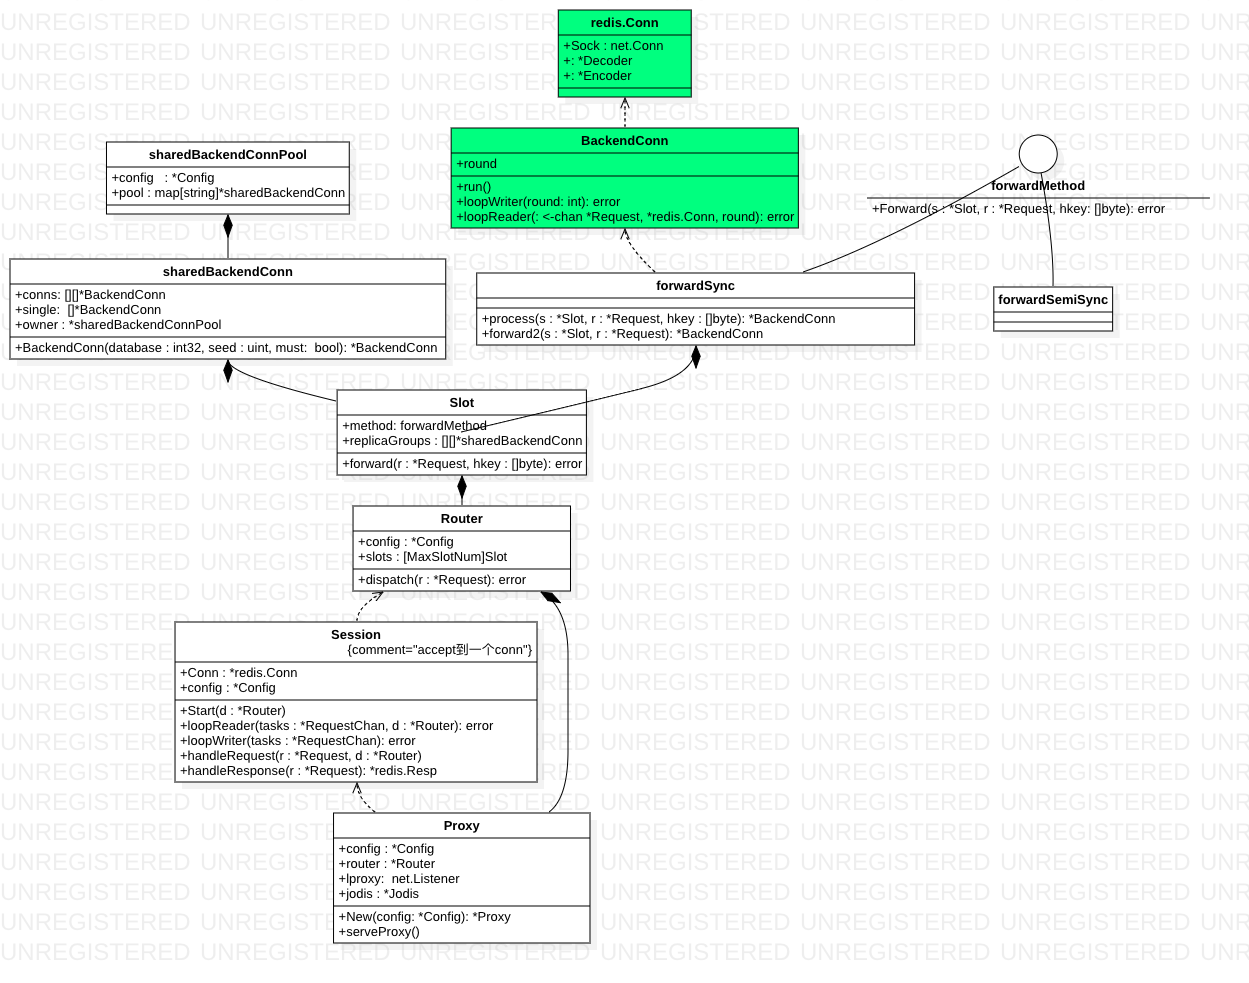 redis.Conn
+Sock : net.Conn
+: *Decoder
+: *Encoder
BackendConn
+round
+run()
+loopWriter(round: int): error
+loopReader(: <-chan *Request, *redis.Conn, round): error
sharedBackendConnPool
+config   : *Config
+pool : map[string]*sharedBackendConn
forwardMethod
+Forward(s : *Slot, r : *Request, hkey: []byte): error
sharedBackendConn
+conns: [][]*BackendConn
+single:  []*BackendConn
+owner : *sharedBackendConnPool
+BackendConn(database : int32, seed : uint, must:  bool): *BackendConn
forwardSync
+process(s : *Slot, r : *Request, hkey : []byte): *BackendConn
+forward2(s : *Slot, r : *Request): *BackendConn
forwardSemiSync
Slot
+method: forwardMethod
+replicaGroups : [][]*sharedBackendConn
+forward(r : *Request, hkey : []byte): error
Router
+config : *Config
+slots : [MaxSlotNum]Slot
+dispatch(r : *Request): error
Session
{comment="accept到一个conn"}
+Conn : *redis.Conn
+config : *Config
+Start(d : *Router)
+loopReader(tasks : *RequestChan, d : *Router): error
+loopWriter(tasks : *RequestChan): error
+handleRequest(r : *Request, d : *Router)
+handleResponse(r : *Request): *redis.Resp
Proxy
+config : *Config
+router : *Router
+lproxy:  net.Listener
+jodis : *Jodis
+New(config: *Config): *Proxy
+serveProxy()
UNREGISTERED